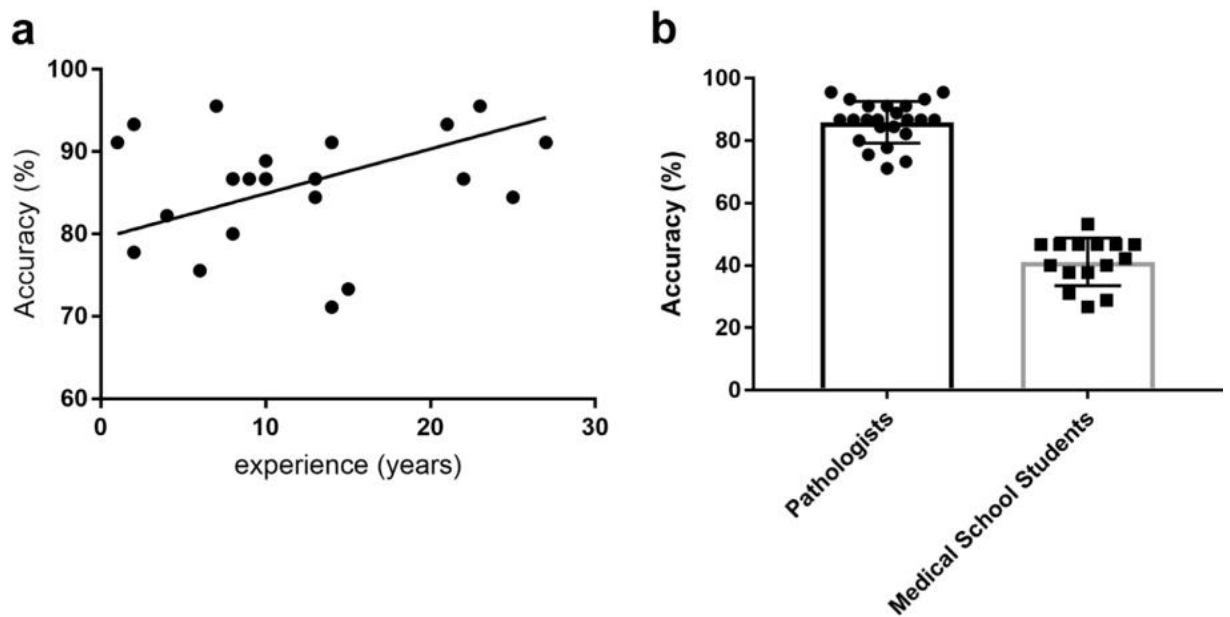 a
Accuracy (%)
100
90
80
70
60
0
10
20
30
experience (years)
b
Accuracy (%)
100
80
60
40
20
0
Pathologists
Medical School Students